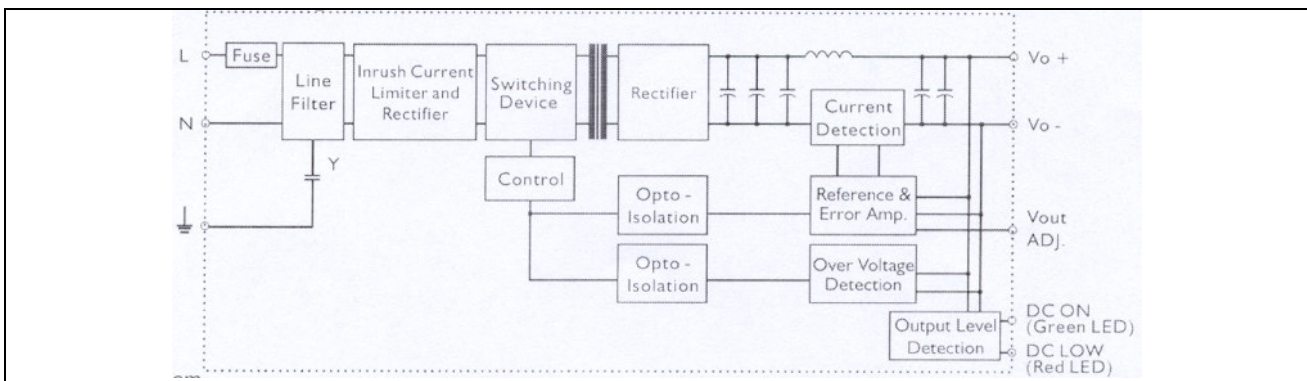 L
Fuse
Line
Filter
Inrush Current
Limiter and
Rectifier
Switching
Device
Rectifier
Current
Detection
Vo +
N
Vo -
Y
Control
Opto -
Isolation
Reference &
Error Amp.
Vout
ADJ.
Opto -
Isolation
Over Voltage
Detection
Output Level
Detection
DC ON
(Green LED)
DC LOW
(Red LED)